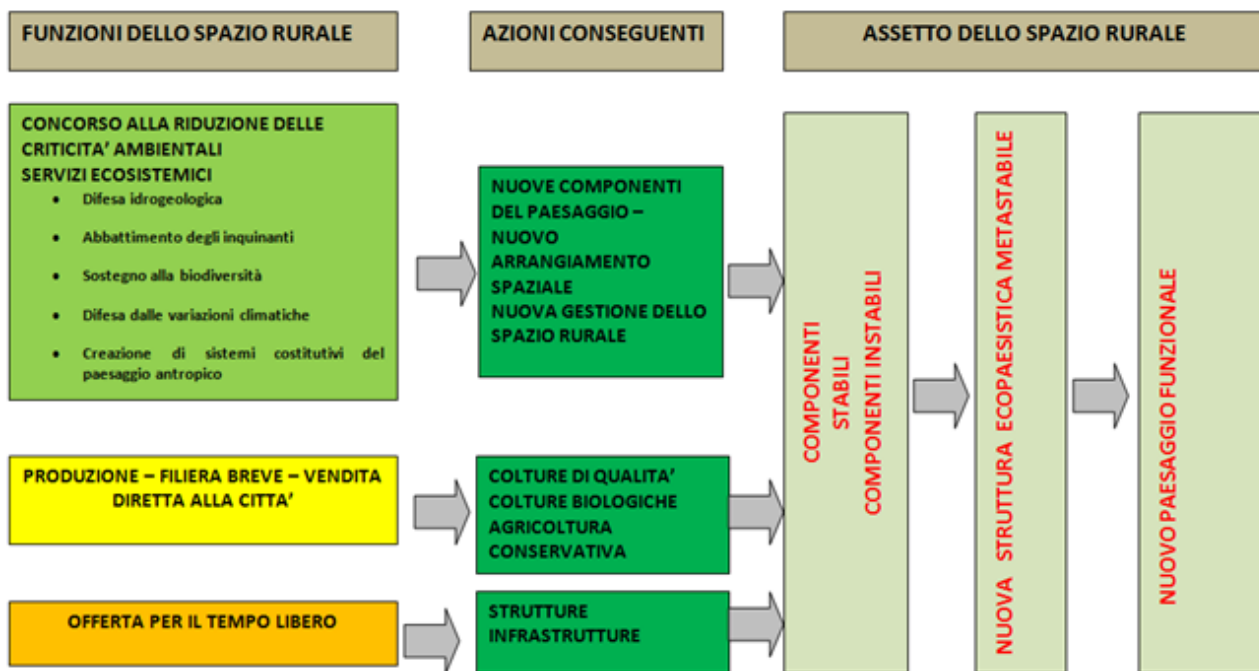 FUNZIONI DELLO SPAZIO RURALE
AZIONI CONSEGUENTI
ASSETTO DELLO SPAZIO RURALE
CONCORSO ALLA RIDUZIONE DELLE
CRITICITA’ AMBIENTALI
SERVIZI ECOSISTEMICI
• Difesa idrogeologica
• Abbattimento degli inquinanti
• Sostegno alla biodiversità
• Difesa dalle variazioni climatiche
• Creazione di sistemi costitutivi del
paesaggio antropico
NUOVE COMPONENTI
DEL PAESAGGIO –
NUOVO
ARRANGIAMENTO
SPAZIALE
NUOVA GESTIONE DELLO
SPAZIO RURALE
PRODUZIONE – FILIERA BREVE – VENDITA
DIRETTA ALLA CITTA’
COLTURE DI QUALITA’
COLTURE BIOLOGICHE
AGRICOLTURA
CONSERVATIVA
OFFERTA PER IL TEMPO LIBERO
STRUTTURE
INFRASTRUTTURE
COMPONENTI
STABILI
COMPONENTI INSTABILI
NUOVA STRUTTURA ECOPAESISTICA METASTABILE
NUOVO PAESAGGIO FUNZIONALE